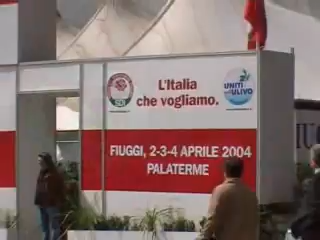 L'Italia
che vogliamo.
UNITI
NELL'ULIVO
FIUGGI, 2-3-4 APRILE 2004
PALATERME